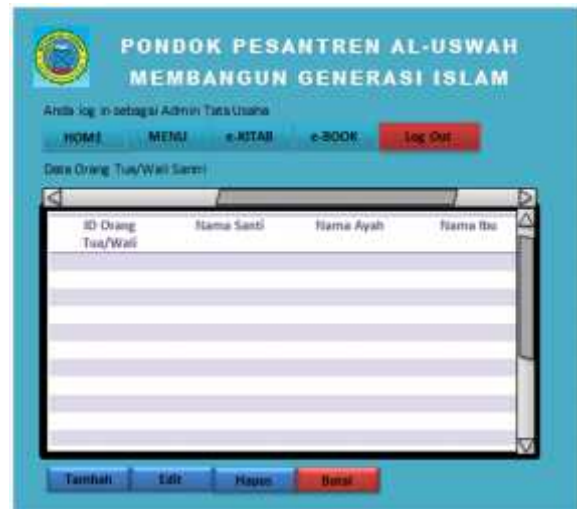 PONDOK PESANTREN AL-USWAH
MEMBANGUN GENERASI ISLAM
Anda log in sebagai Admin Tata Usaha
HOME MENU e-KITAB e-BOOK Log Out
Data Orang Tua/Wali Santri
ID Orang Nama Santi Nama Ayah Nama Ibu
Tua/Wali
Tambah Edit Hapus Batal